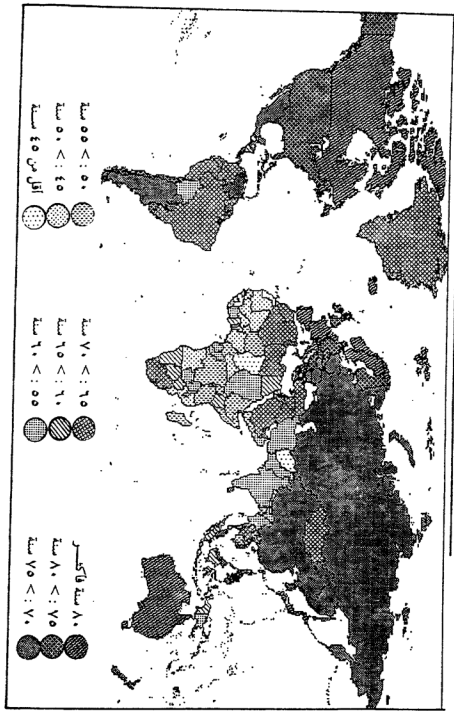 ٨٠ سنة فأكثـــر
٧٥ : < ٨٠ سنة
٧٠ : < ٧٥ سنة
٦٥ : < ٧٠ سنة
٦٠ : < ٦٥ سنة
٥٥ : < ٦٠ سنة
٥٠ : < ٥٥ سنة
٤٥ : < ٥٠ سنة
أقل من ٤٥ سنة